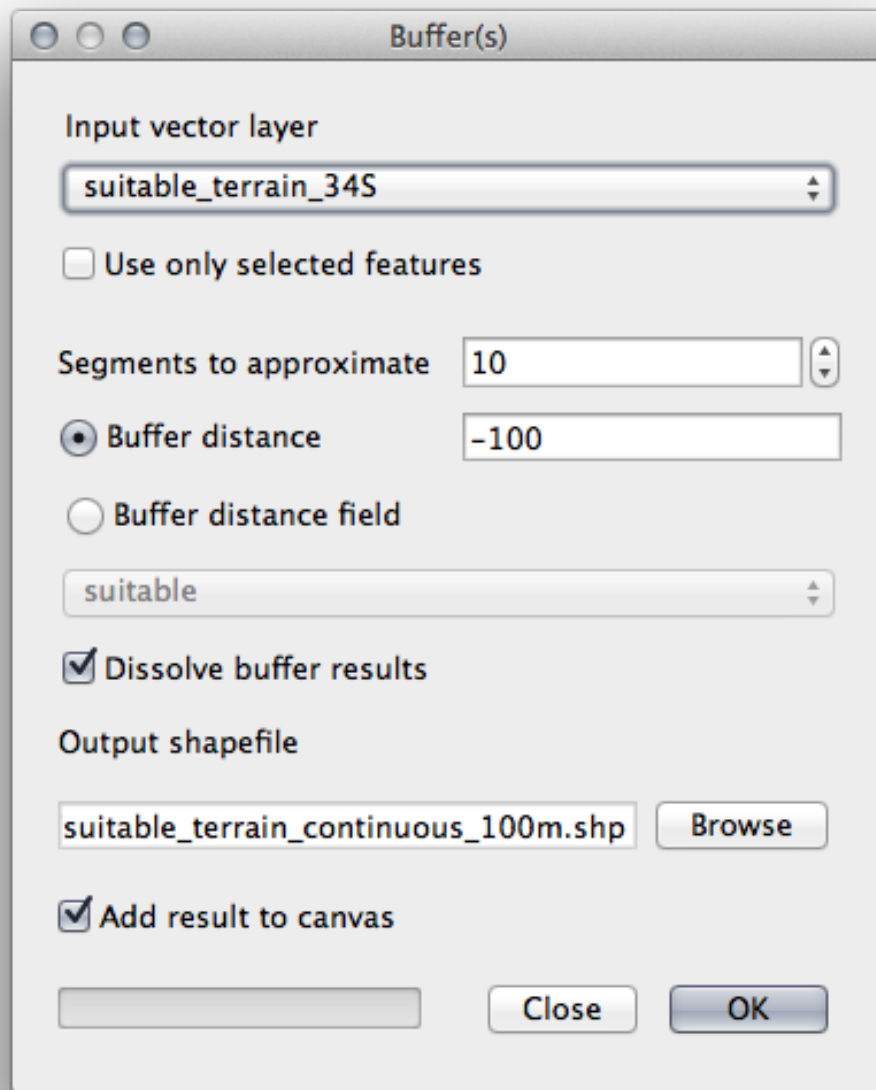 Buffer(s)
Input vector layer
suitable_terrain_34S
Use only selected features
Segments to approximate 10
Buffer distance -100
Buffer distance field
suitable
Dissolve buffer results
Output shapefile
suitable_terrain_continuous_100m.shp Browse
Add result to canvas
Close OK